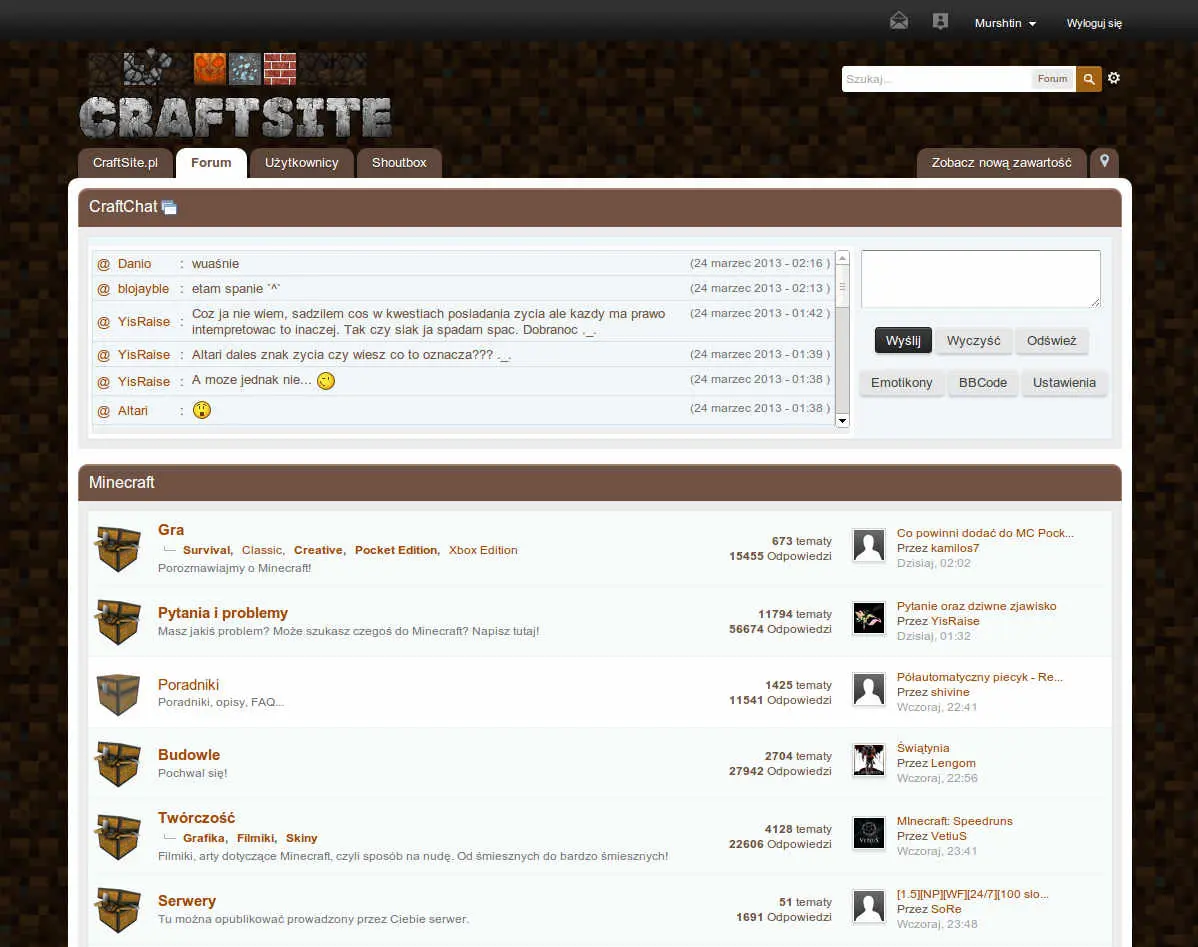 Murshtin Wyloguj się
CRAFTSITE
Szukaj... Forum
CraftSite.pl Forum Użytkownicy Shoutbox Zobacz nową zawartość
CraftChat
@ Danio : wuaśnie (24 marzec 2013 - 02:16 )
@ blojayble : etam spanie `^` (24 marzec 2013 - 02:13 )
@ YisRaise : Coz ja nie wiem, sadzilem cos w kwestiach posiadania zycia ale kazdy ma prawo (24 marzec 2013 - 01:42 )
intempretowac to inaczej. Tak czy siak ja spadam spac. Dobranoc ._.
@ YisRaise : Altari dales znak zycia czy wiesz co to oznacza??? ._. (24 marzec 2013 - 01:39 )
@ YisRaise : A moze jednak nie... (24 marzec 2013 - 01:38 )
@ Altari : (24 marzec 2013 - 01:38 )
Wyślij Wyczyść Odśwież
Emotikony BBCode Ustawienia
Minecraft
Gra
Survival, Classic, Creative, Pocket Edition, Xbox Edition
Porozmawiajmy o Minecraft!
673 tematy
15455 Odpowiedzi
Co powinni dodać do MC Pock...
Przez kamilos7
Dzisiaj, 02:02
Pytania i problemy
Masz jakiś problem? Może szukasz czegoś do Minecraft? Napisz tutaj!
11794 tematy
56674 Odpowiedzi
Pytanie oraz dziwne zjawisko
Przez YisRaise
Dzisiaj, 01:32
Poradniki
Poradniki, opisy, FAQ...
1425 tematy
11541 Odpowiedzi
Półautomatyczny piecyk - Re...
Przez shivine
Wczoraj, 22:41
Budowle
Pochwal się!
2704 tematy
27942 Odpowiedzi
Świątynia
Przez Lengom
Wczoraj, 22:56
Twórczość
Grafika, Filmiki, Skiny
Filmiki, arty dotyczące Minecraft, czyli sposób na nudę. Od śmiesznych do bardzo śmiesznych!
4128 tematy
22606 Odpowiedzi
VETIUS
MInecraft: Speedruns
Przez VetiuS
Wczoraj, 23:41
Serwery
Tu można opublikować prowadzony przez Ciebie serwer.
51 tematy
1691 Odpowiedzi
[1.5][NP][WF][24/7][100 slo...
Przez SoRe
Wczoraj, 23:48